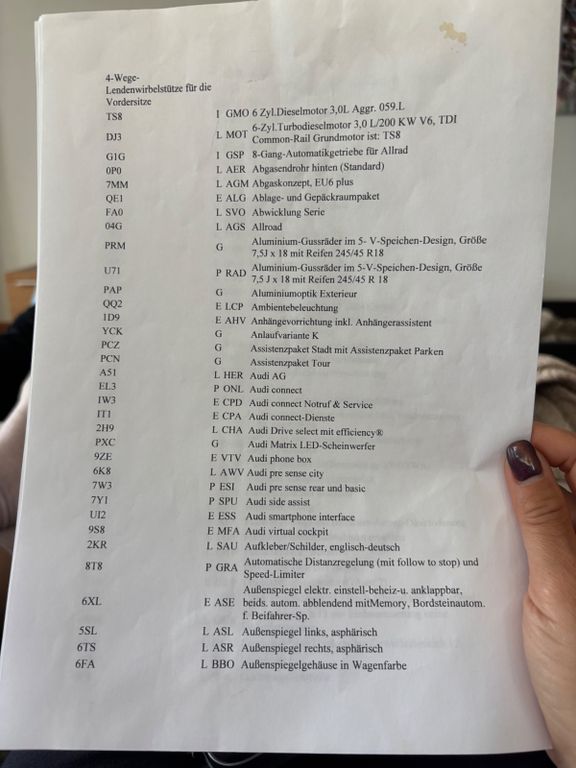 4-Wege-
Lendenwirbelstütze für die
Vordersitze
TS8 I GMO 6 Zyl.Dieselmotor 3,0L Aggr. 059.L
DJ3 L MOT 6-Zyl.Turbodieselmotor 3,0 L/200 KW V6, TDI
Common-Rail Grundmotor ist: TS8
G1G I GSP 8-Gang-Automatikgetriebe für Allrad
0P0 L AER Abgasendrohr hinten (Standard)
7MM L AGM Abgaskonzept, EU6 plus
QE1 E ALG Ablage- und Gepäckraumpaket
FA0 L SVO Abwicklung Serie
04G L AGS Allroad
PRM G Aluminium-Gussräder im 5- V-Speichen-Design, Größe
7,5J x 18 mit Reifen 245/45 R18
U71 P RAD Aluminium-Gussräder im 5-V-Speichen-Design, Größe
7,5 J x 18 mit Reifen 245/45 R 18
PAP G Aluminiumoptik Exterieur
QQ2 E LCP Ambientebeleuchtung
1D9 E AHV Anhängevorrichtung inkl. Anhängerassistent
YCK G Anlaufvariante K
PCZ G Assistenzpaket Stadt mit Assistenzpaket Parken
PCN G Assistenzpaket Tour
A51 L HER Audi AG
EL3 P ONL Audi connect
IW3 E CPD Audi connect Notruf & Service
IT1 E CPA Audi connect-Dienste
2H9 L CHA Audi Drive select mit efficiency®
PXC G Audi Matrix LED-Scheinwerfer
9ZE E VTV Audi phone box
6K8 L AWV Audi pre sense city
7W3 P ESI Audi pre sense rear und basic
7Y1 P SPU Audi side assist
UI2 E ESS Audi smartphone interface
9S8 E MFA Audi virtual cockpit
2KR L SAU Aufkleber/Schilder, englisch-deutsch
8T8 P GRA Automatische Distanzregelung (mit follow to stop) und
Speed-Limiter
6XL E ASE Außenspiegel elektr. einstell-beheiz-u. anklappbar,
beids. autom. abblendend mitMemory, Bordsteinautom.
f. Beifahrer-Sp.
5SL L ASL Außenspiegel links, asphärisch
6TS L ASR Außenspiegel rechts, asphärisch
6FA L BBO Außenspiegelgehäuse in Wagenfarbe